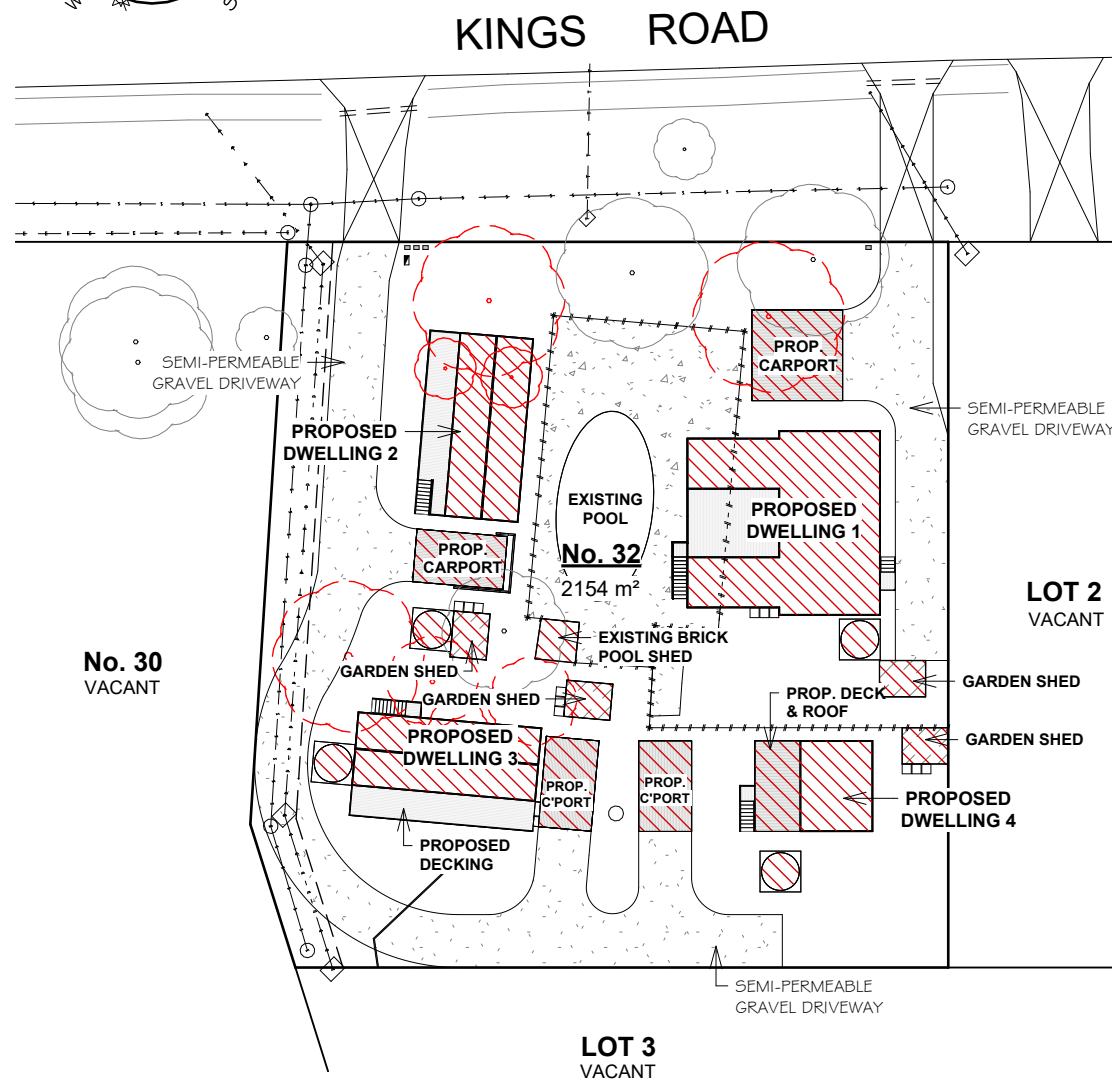 W
S
KINGS ROAD
PROP.
CARPORT
SEMI-PERMEABLE
GRAVEL DRIVEWAY
SEMI-PERMEABLE
GRAVEL DRIVEWAY
PROPOSED
DWELLING 2
EXISTING
POOL
PROPOSED
DWELLING 1
PROP.
CARPORT
No. 32
2154 m²
LOT 2
VACANT
EXISTING BRICK
POOL SHED
No. 30
VACANT
GARDEN SHED
GARDEN SHED
PROP. DECK
& ROOF
GARDEN SHED
GARDEN SHED
PROPOSED
DWELLING 3
PROP.
C'PORT
PROP.
C'PORT
PROPOSED
DWELLING 4
PROPOSED
DECKING
SEMI-PERMEABLE
GRAVEL DRIVEWAY
LOT 3
VACANT